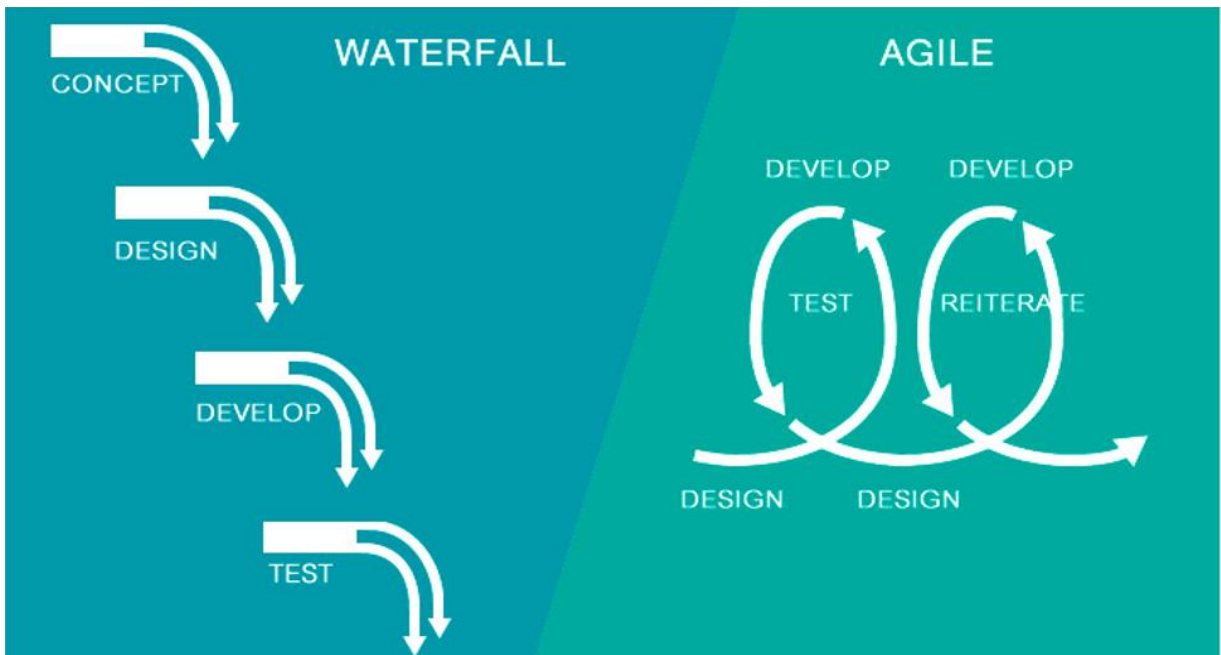 WATERFALL
CONCEPT
DESIGN
DEVELOP
TEST
AGILE
DEVELOP DEVELOP
TEST REITERATE
DESIGN DESIGN